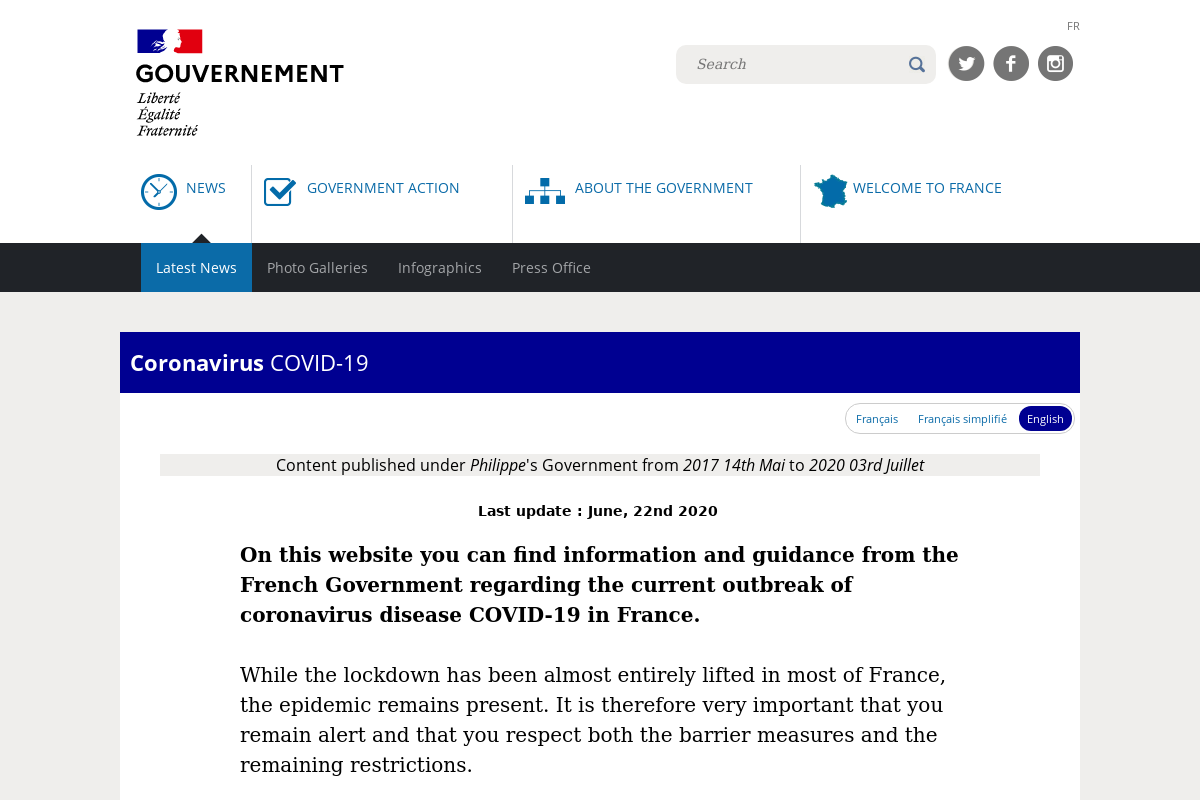 FR
GOUVERNEMENT
Liberté
Égalité
Fraternité
Search
NEWS
GOVERNMENT ACTION
ABOUT THE GOVERNMENT
WELCOME TO FRANCE
Latest News
Photo Galleries
Infographics
Press Office
Coronavirus COVID-19
Français
Français simplifié
English
Content published under Philippe's Government from 2017 14th Mai to 2020 03rd Juillet
Last update : June, 22nd 2020
On this website you can find information and guidance from the
French Government regarding the current outbreak of
coronavirus disease COVID-19 in France.
While the lockdown has been almost entirely lifted in most of France,
the epidemic remains present. It is therefore very important that you
remain alert and that you respect both the barrier measures and the
remaining restrictions.